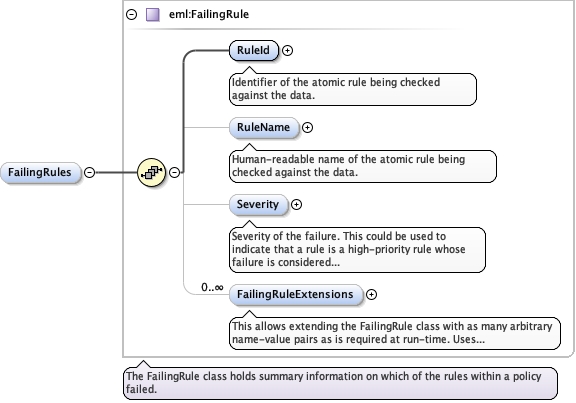 eml:FailingRule
RuleId
Identifier of the atomic rule being checked
against the data.
RuleName
Human-readable name of the atomic rule being
checked against the data.
FailingRules
Severity
Severity of the failure. This could be used to
indicate that a rule is a high-priority rule whose
failure is considered...
0..∞
FailingRuleExtensions
This allows extending the FailingRule class with as many arbitrary
name-value pairs as is required at run-time. Uses...
The FailingRule class holds summary information on which of the rules within a policy
failed.